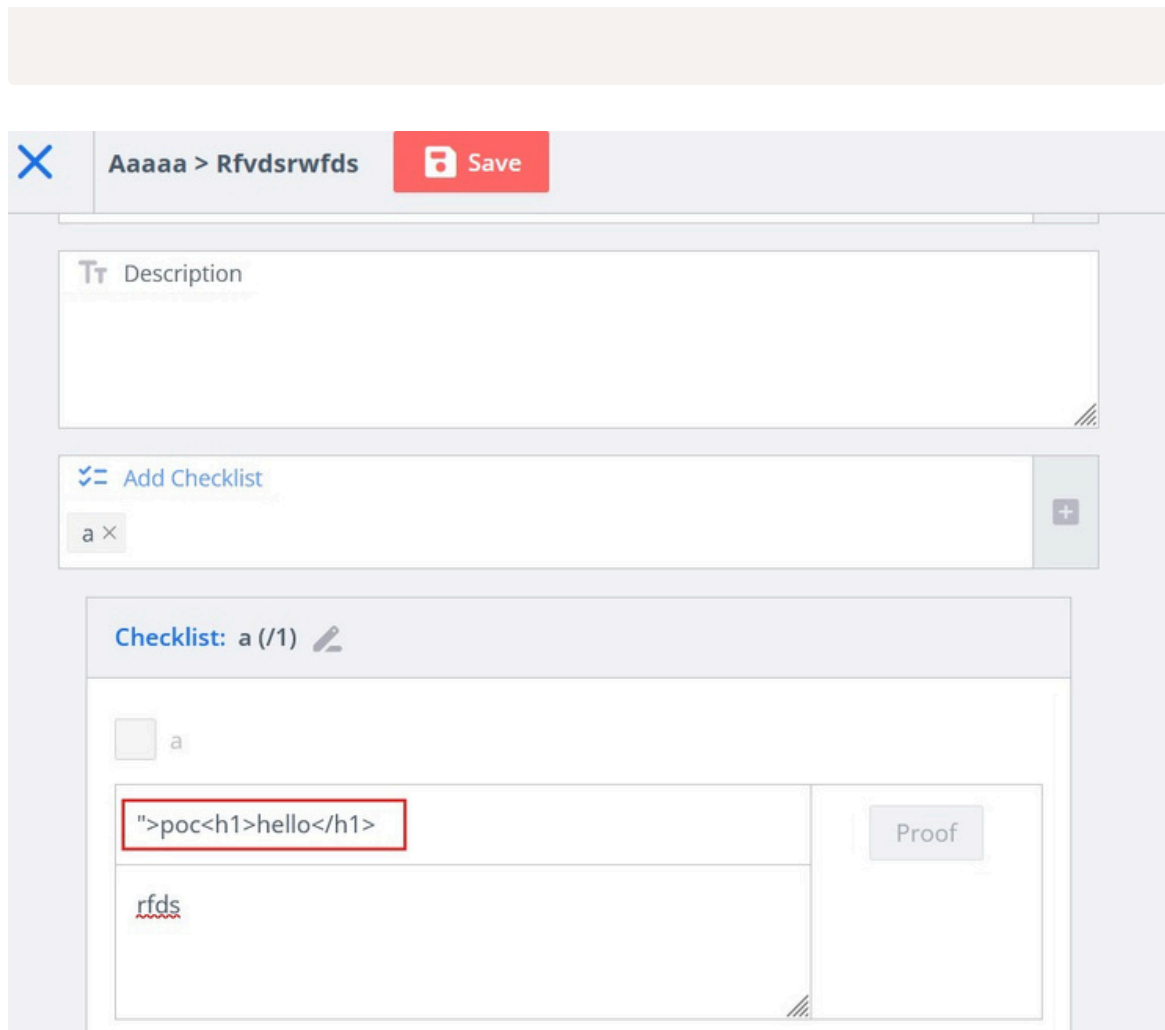 Aaaaa > Rfvdsrwfds
Save
Description
Add Checklist
a
Checklist: a (/1)
a
">poc<h1>hello</h1>
Proof
rfds